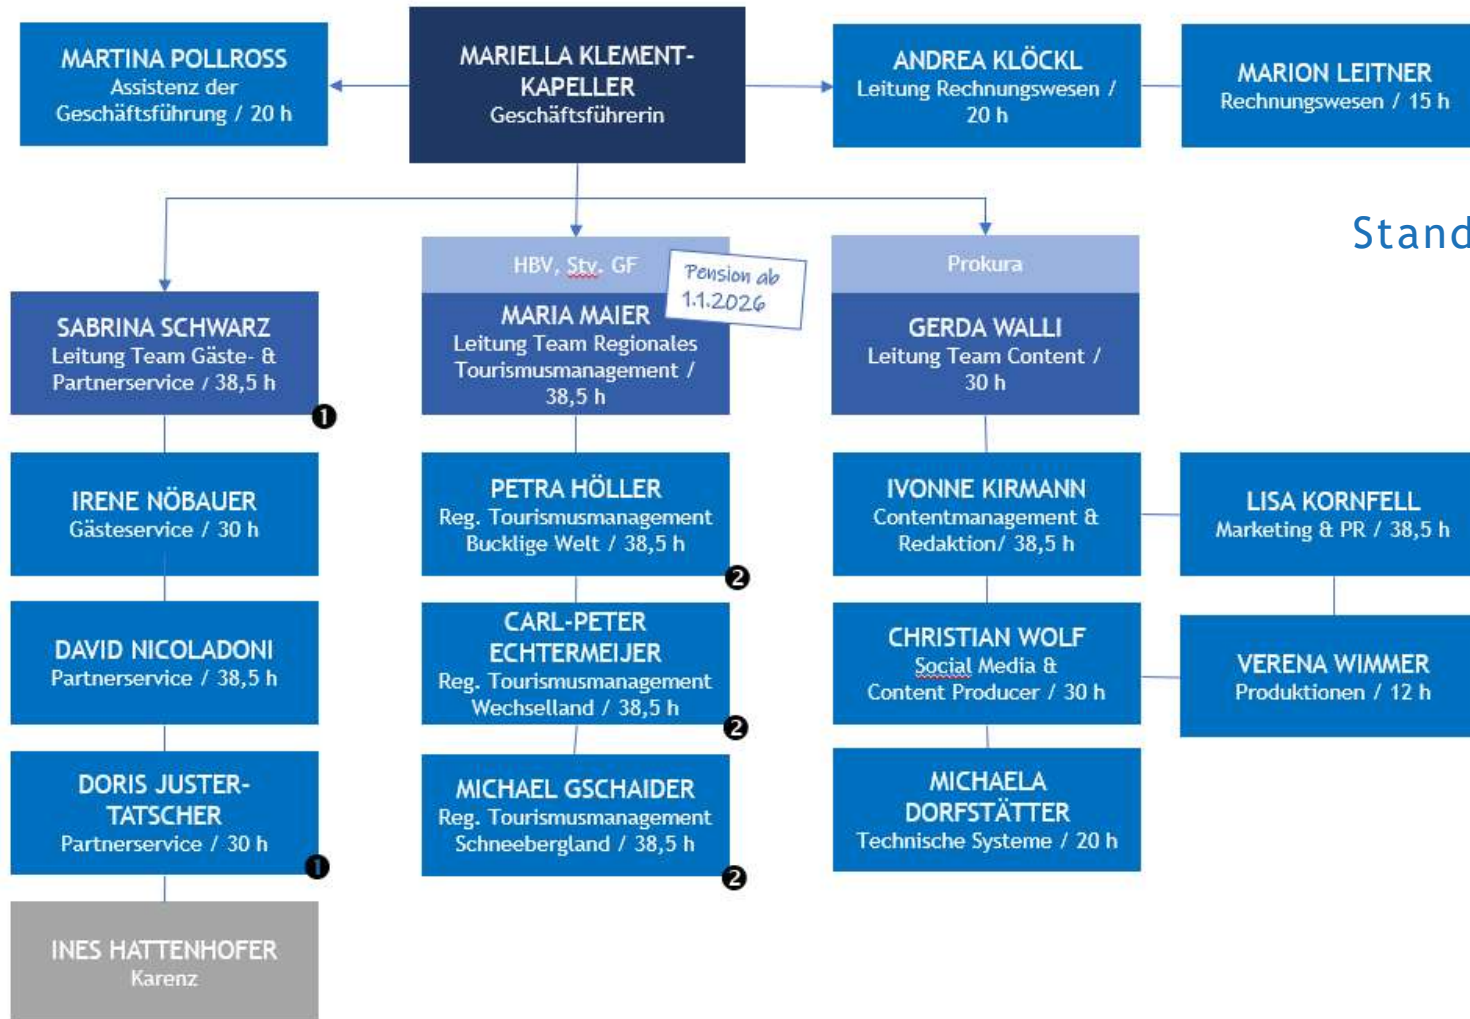 MARTINA POLLROSS
Assistenz der
Geschäftsführung / 20 h
MARIELLA KLEMENT-
KAPELLER
Geschäftsführerin
ANDREA KLÖCKL
Leitung Rechnungswesen /
20 h
MARION LEITNER
Rechnungswesen / 15 h
Stand
SABRINA SCHWARZ
Leitung Team Gäste- &
Partnerservice / 38,5 h
❶
HBV, Stv. GF
Pension ab
1.1.2026
MARIA MAIER
Leitung Team Regionales
Tourismusmanagement /
38,5 h
Prokura
GERDA WALLI
Leitung Team Content /
30 h
IRENE NÖBAUER
Gästeservice / 30 h
PETRA HÖLLER
Reg. Tourismusmanagement
Bucklige Welt / 38,5 h
❷
IVONNE KIRMANN
Contentmanagement &
Redaktion/ 38,5 h
LISA KORNFELL
Marketing & PR / 38,5 h
DAVID NICOLADONI
Partnerservice / 38,5 h
CARL-PETER
ECHTERMEIJER
Reg. Tourismusmanagement
Wechselland / 38,5 h
❷
CHRISTIAN WOLF
Social Media &
Content Producer / 30 h
VERENA WIMMER
Produktionen / 12 h
DORIS JUSTER-
TATSCHER
Partnerservice / 30 h
❶
MICHAEL GSCHAIDER
Reg. Tourismusmanagement
Schneebergland / 38,5 h
❷
MICHAELA
DORFSTÄTTER
Technische Systeme / 20 h
INES HATTENHOFER
Karenz